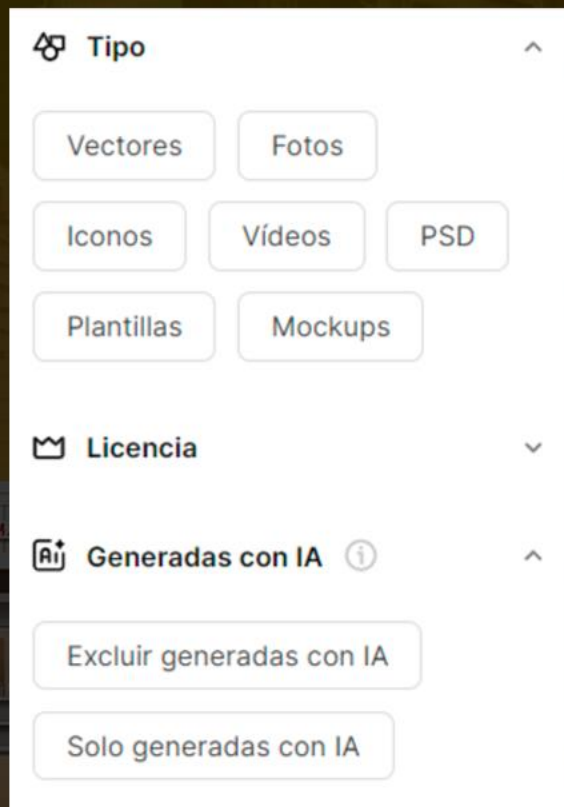 Tipo
Vectores Fotos
Iconos Vídeos PSD
Plantillas Mockups
Licencia
Generadas con IA
Excluir generadas con IA
Solo generadas con IA